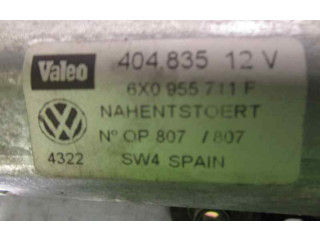 Valeo 404 835 12 V
6X0 955 711 F
NAHENTSTOERT
Nº OP 807 / 807
4322 SW4 SPAIN